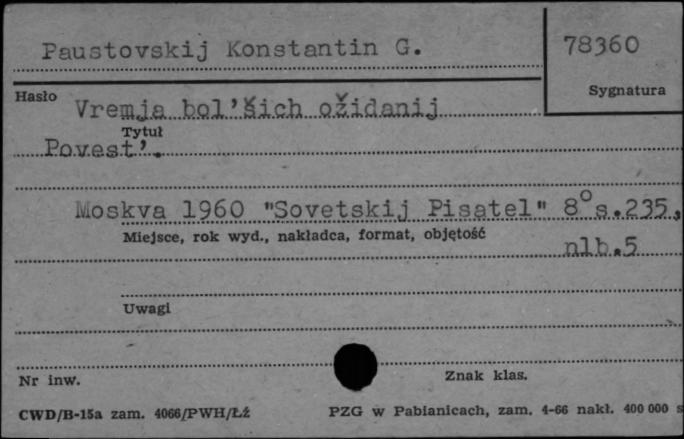 Paustovskij Konstantin G.
78360
Hasło
Sygnatura
Vremja bol'šich ožidanij
Tytuł
Povest'.
Moskva 1960 "Sovetskij Pisatel" 8° s.235,
Miejsce, rok wyd., nakładca, format, objętość
nlb.5
Uwagi
Nr inw.
Znak klas.
CWD/B-15a zam. 4066/PWH/Łź
PZG w Pabianicach, zam. 4-66 nakł. 400 000 s